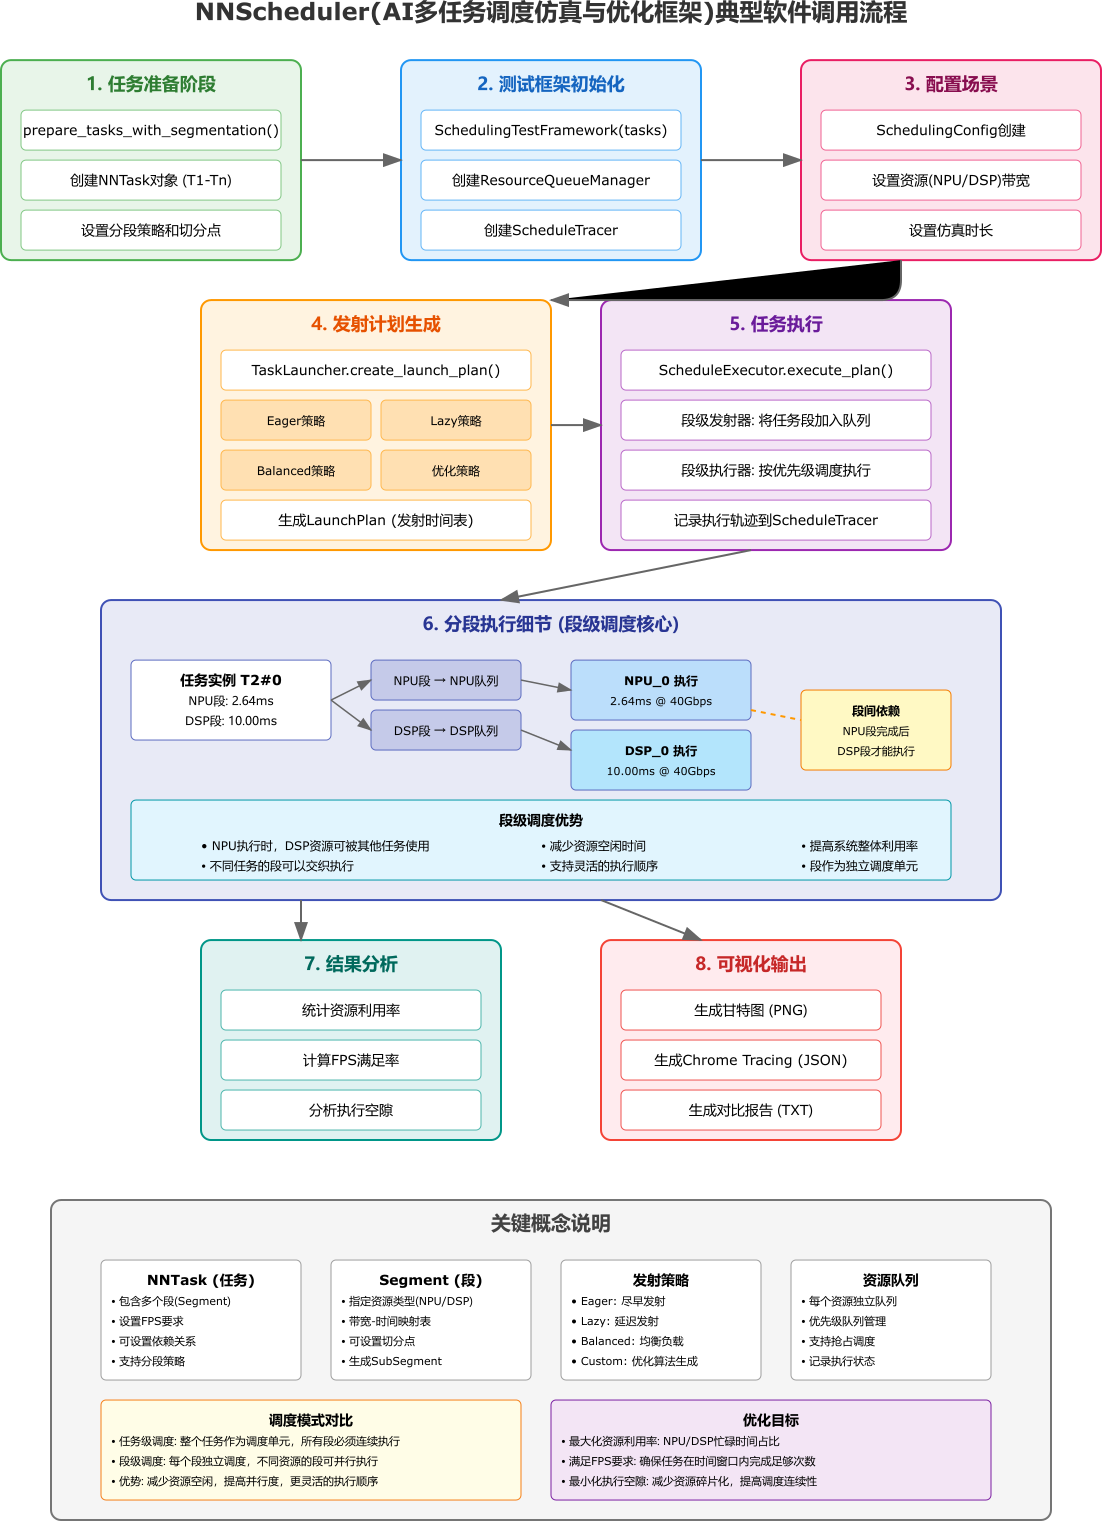 NNScheduler(AI多任务调度仿真与优化框架)典型软件调用流程
1. 任务准备阶段
prepare_tasks_with_segmentation()
创建NNTask对象 (T1-Tn)
设置分段策略和切分点
2. 测试框架初始化
SchedulingTestFramework(tasks)
创建ResourceQueueManager
创建ScheduleTracer
3. 配置场景
SchedulingConfig创建
设置资源(NPU/DSP)带宽
设置仿真时长
4. 发射计划生成
TaskLauncher.create_launch_plan()
Eager策略
Lazy策略
Balanced策略
优化策略
生成LaunchPlan (发射时间表)
5. 任务执行
ScheduleExecutor.execute_plan()
段级发射器: 将任务段加入队列
段级执行器: 按优先级调度执行
记录执行轨迹到ScheduleTracer
6. 分段执行细节 (段级调度核心)
任务实例 T2#0
NPU段: 2.64ms
DSP段: 10.00ms
NPU段 → NPU队列
DSP段 → DSP队列
NPU_0 执行
2.64ms @ 40Gbps
DSP_0 执行
10.00ms @ 40Gbps
段间依赖
NPU段完成后
DSP段才能执行
段级调度优势
• NPU执行时，DSP资源可被其他任务使用
• 减少资源空闲时间
• 提高系统整体利用率
• 不同任务的段可以交织执行
• 支持灵活的执行顺序
• 段作为独立调度单元
7. 结果分析
统计资源利用率
计算FPS满足率
分析执行空隙
8. 可视化输出
生成甘特图 (PNG)
生成Chrome Tracing (JSON)
生成对比报告 (TXT)
关键概念说明
NNTask (任务)
• 包含多个段(Segment)
• 设置FPS要求
• 可设置依赖关系
• 支持分段策略
Segment (段)
• 指定资源类型(NPU/DSP)
• 带宽-时间映射表
• 可设置切分点
• 生成SubSegment
发射策略
• Eager: 尽早发射
• Lazy: 延迟发射
• Balanced: 均衡负载
• Custom: 优化算法生成
资源队列
• 每个资源独立队列
• 优先级队列管理
• 支持抢占调度
• 记录执行状态
调度模式对比
• 任务级调度: 整个任务作为调度单元，所有段必须连续执行
• 段级调度: 每个段独立调度，不同资源的段可并行执行
• 优势: 减少资源空闲，提高并行度，更灵活的执行顺序
优化目标
• 最大化资源利用率: NPU/DSP忙碌时间占比
• 满足FPS要求: 确保任务在时间窗口内完成足够次数
• 最小化执行空隙: 减少资源碎片化，提高调度连续性